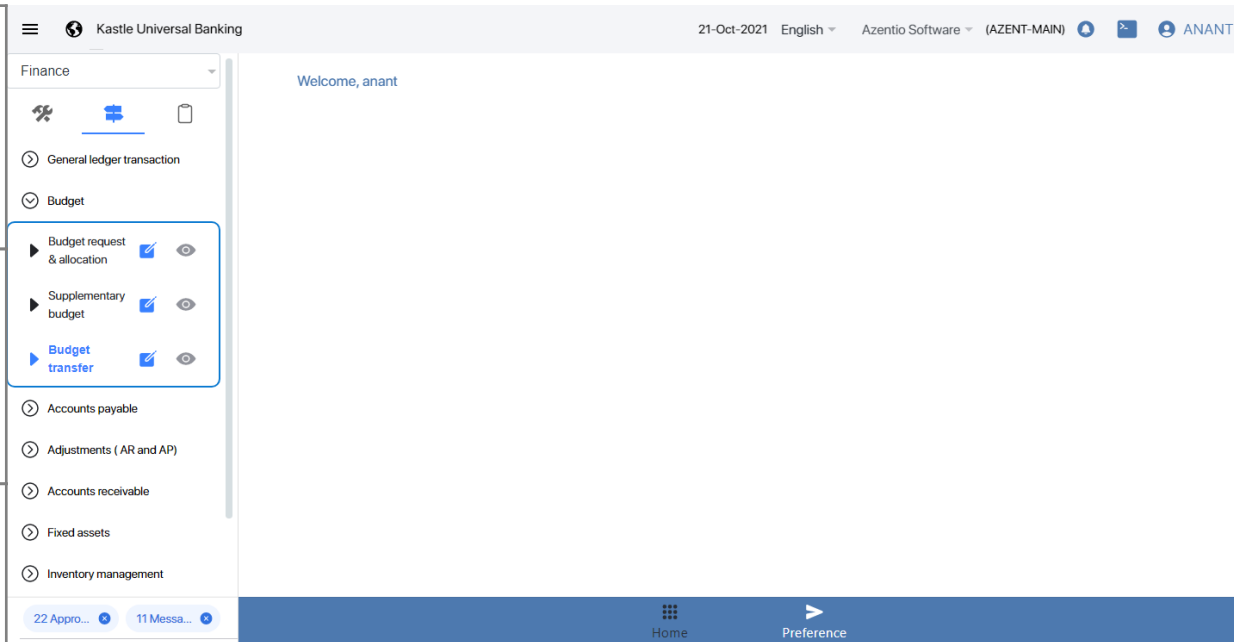 Kastle Universal Banking
21-Oct-2021 English Azentio Software (AZENT-MAIN) ANANT
Finance
Welcome, anant
General ledger transaction
Budget
Budget request
& allocation
Supplementary
budget
Budget
transfer
Accounts payable
Adjustments ( AR and AP)
Accounts receivable
Fixed assets
Inventory management
22 Appro... 11 Messa...
Home
Preference